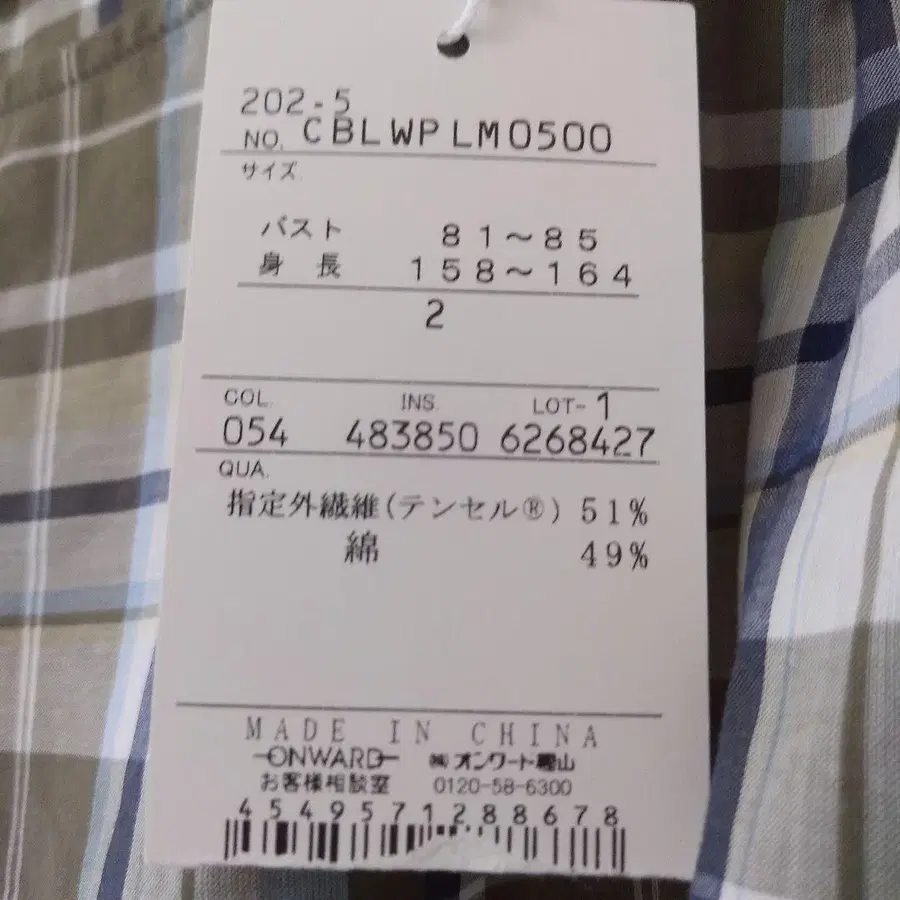 202-5
NO. CBLWPLM0500
サイズ
バスト 81～85
身長 158～164
2
COL. INS. LOT-1
054 483850 6268427
QUA.
指定外繊維(テンセル®) 51%
綿 49%
MADE IN CHINA
ONWARD ㈱オンワード樫山
お客様相談室 0120-58-6300
4549571288678